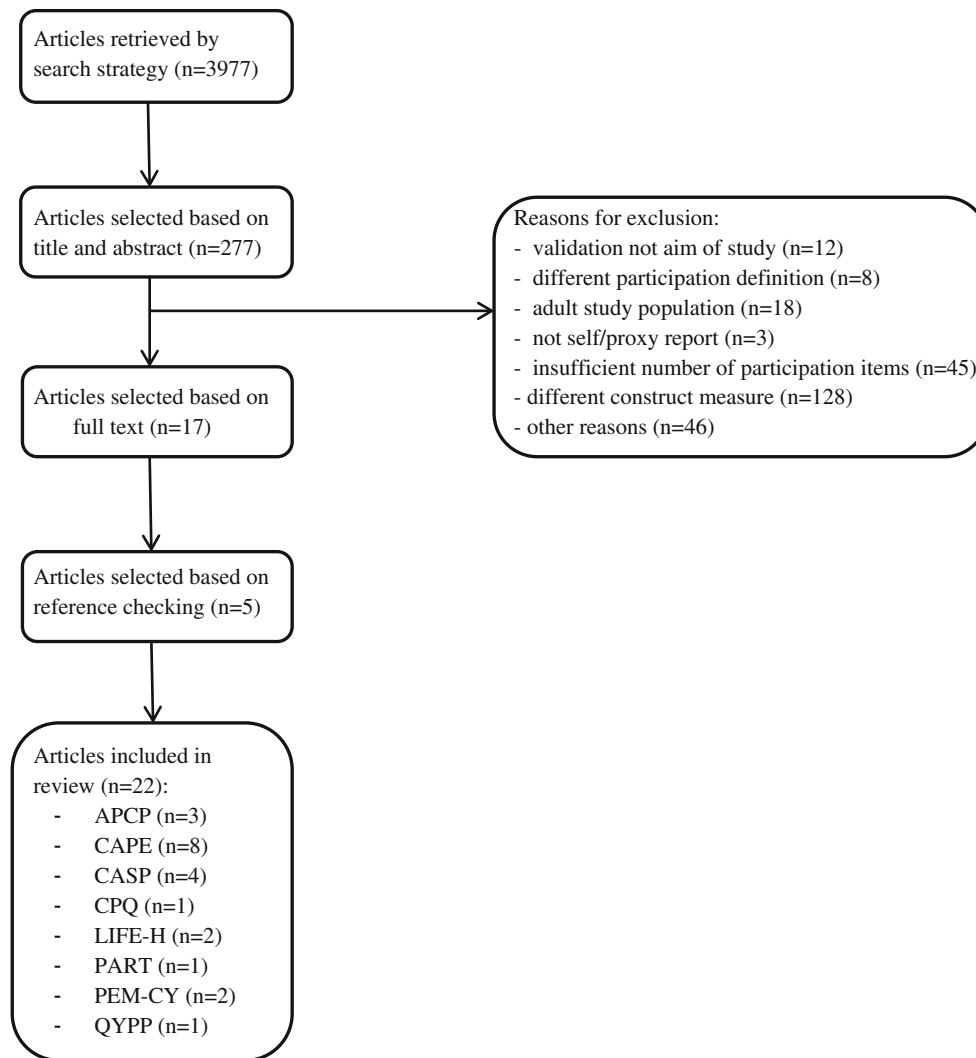 Articles retrieved by
search strategy (n=3977)
Articles selected based on
title and abstract (n=277)
Reasons for exclusion:
- validation not aim of study (n=12)
- different participation definition (n=8)
- adult study population (n=18)
- not self/proxy report (n=3)
- insufficient number of participation items (n=45)
- different construct measure (n=128)
- other reasons (n=46)
Articles selected based on
full text (n=17)
Articles selected based on
reference checking (n=5)
Articles included in
review (n=22):
- APCP (n=3)
- CAPE (n=8)
- CASP (n=4)
- CPQ (n=1)
- LIFE-H (n=2)
- PART (n=1)
- PEM-CY (n=2)
- QYPP (n=1)